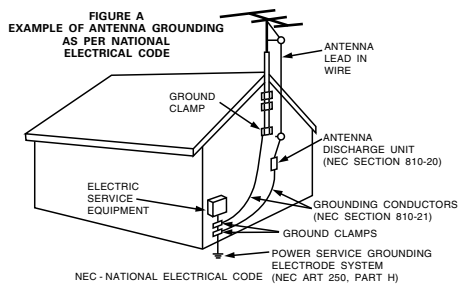 FIGURE A
EXAMPLE OF ANTENNA GROUNDING
AS PER NATIONAL
ELECTRICAL CODE
ANTENNA
LEAD IN
WIRE
GROUND
CLAMP
ANTENNA
DISCHARGE UNIT
(NEC SECTION 810-20)
ELECTRIC
SERVICE
EQUIPMENT
GROUNDING CONDUCTORS
(NEC SECTION 810-21)
GROUND CLAMPS
POWER SERVICE GROUNDING
ELECTRODE SYSTEM
(NEC ART 250, PART H)
NEC - NATIONAL ELECTRICAL CODE